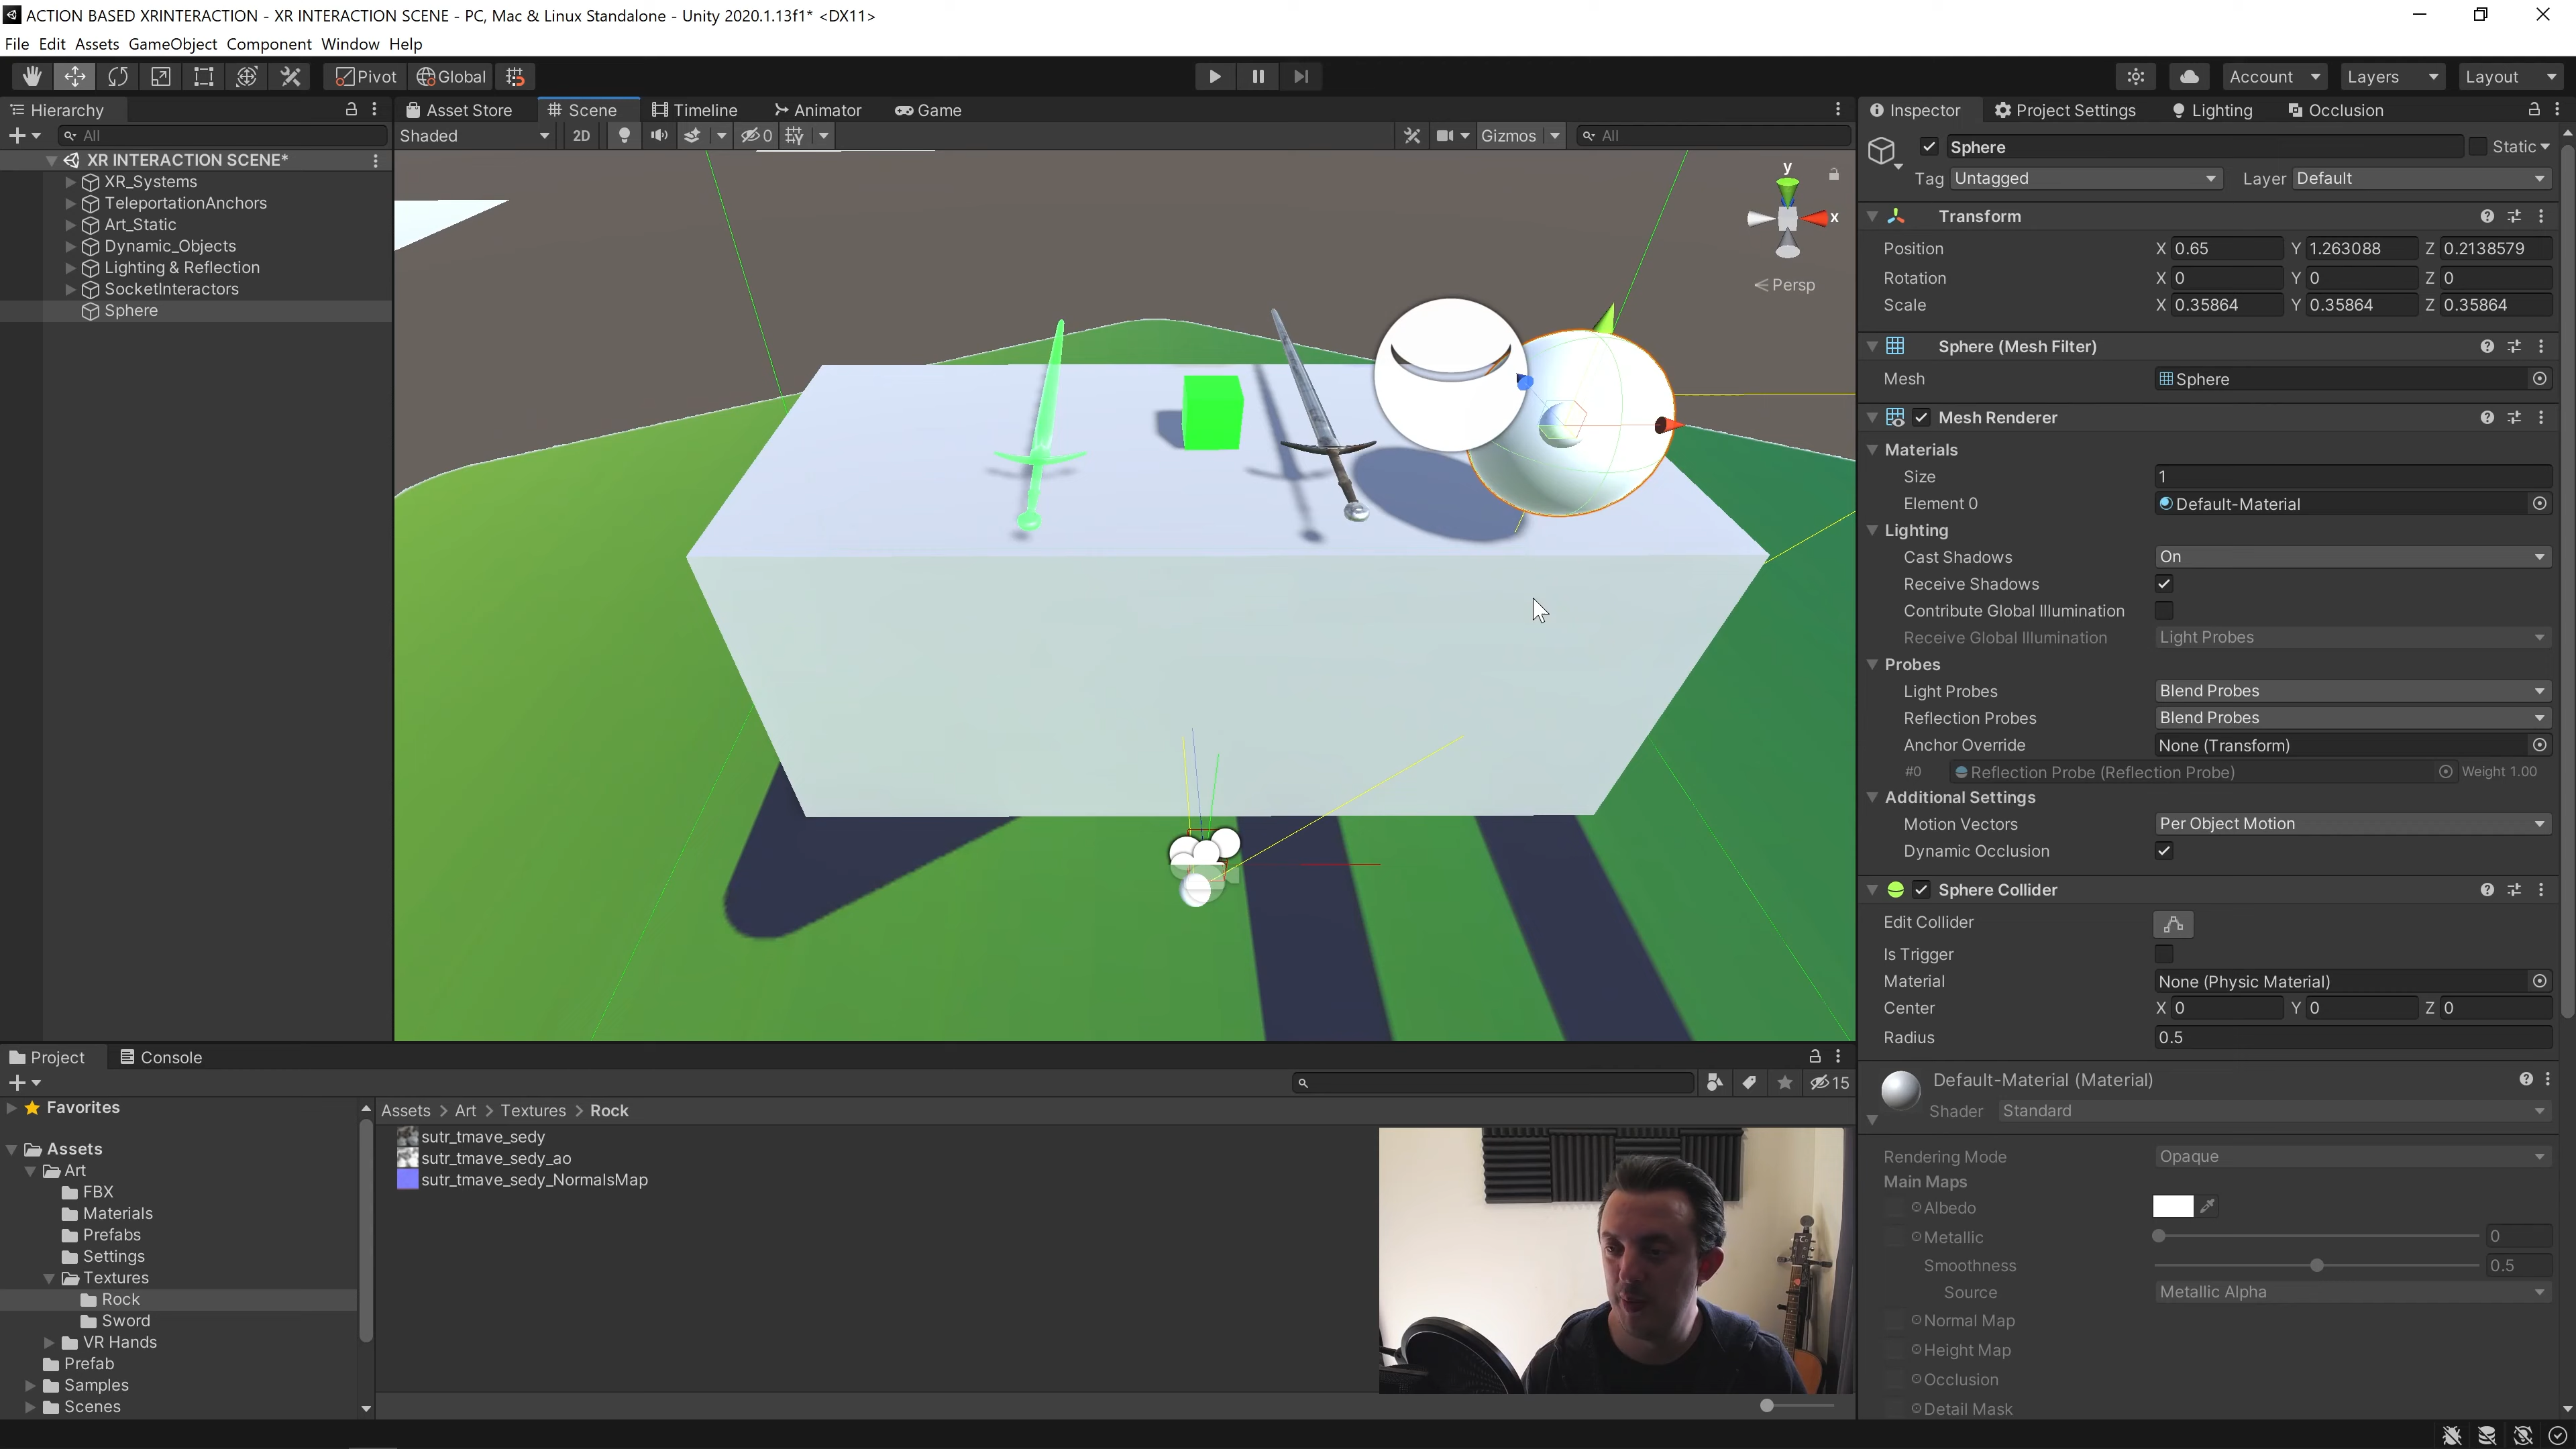 ACTION BASED XRINTERACTION - XR INTERACTION SCENE - PC, Mac & Linux Standalone - Unity 2020.1.13f1* <DX11>
File Edit Assets GameObject Component Window Help
Pivot Global Account Layers Layout
Hierarchy
All
XR INTERACTION SCENE*
XR_Systems
TeleportationAnchors
Art_Static
Dynamic_Objects
Lighting & Reflection
SocketInteractors
Sphere
Asset Store Scene Timeline Animator Game
Shaded 2D 0 Gizmos All
y
x
Persp
Inspector Project Settings Lighting Occlusion
Sphere Static
Tag Untagged Layer Default
Transform
Position X 0.65 Y 1.263088 Z 0.2138579
Rotation X 0 Y 0 Z 0
Scale X 0.35864 Y 0.35864 Z 0.35864
Sphere (Mesh Filter)
Mesh Sphere
Mesh Renderer
Materials
Size 1
Element 0 Default-Material
Lighting
Cast Shadows On
Receive Shadows
Contribute Global Illumination
Receive Global Illumination Light Probes
Probes
Light Probes Blend Probes
Reflection Probes Blend Probes
Anchor Override None (Transform)
#0 Reflection Probe (Reflection Probe) Weight 1.00
Additional Settings
Motion Vectors Per Object Motion
Dynamic Occlusion
Sphere Collider
Edit Collider
Is Trigger
Material None (Physic Material)
Center X 0 Y 0 Z 0
Radius 0.5
Default-Material (Material)
Shader Standard
Rendering Mode Opaque
Main Maps
Albedo
Metallic 0
Smoothness 0.5
Source Metallic Alpha
Normal Map
Height Map
Occlusion
Detail Mask
Project Console
15
Favorites
Assets
Art
FBX
Materials
Prefabs
Settings
Textures
Rock
Sword
VR Hands
Prefab
Samples
Scenes
Assets > Art > Textures > Rock
sutr_tmave_sedy
sutr_tmave_sedy_ao
sutr_tmave_sedy_NormalsMap